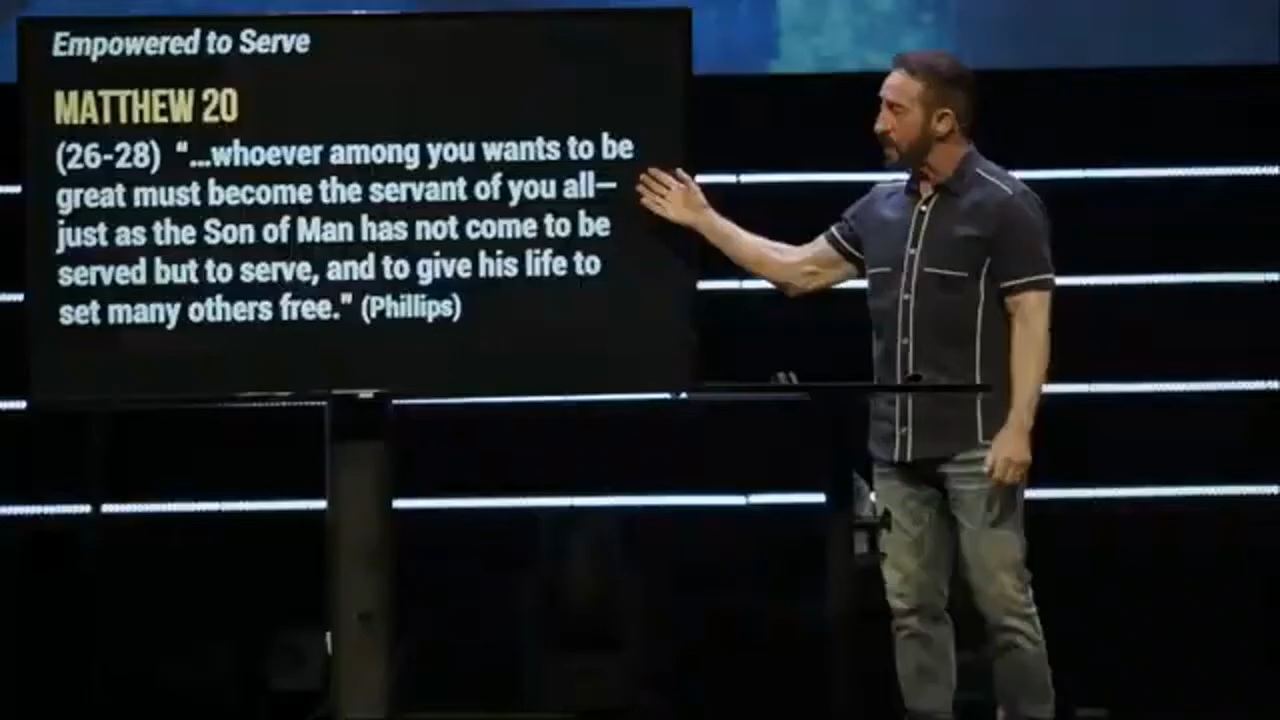 Empowered to Serve
MATTHEW 20
(26-28) “...whoever among you wants to be
great must become the servant of you all—
just as the Son of Man has not come to be
served but to serve, and to give his life to
set many others free." (Phillips)